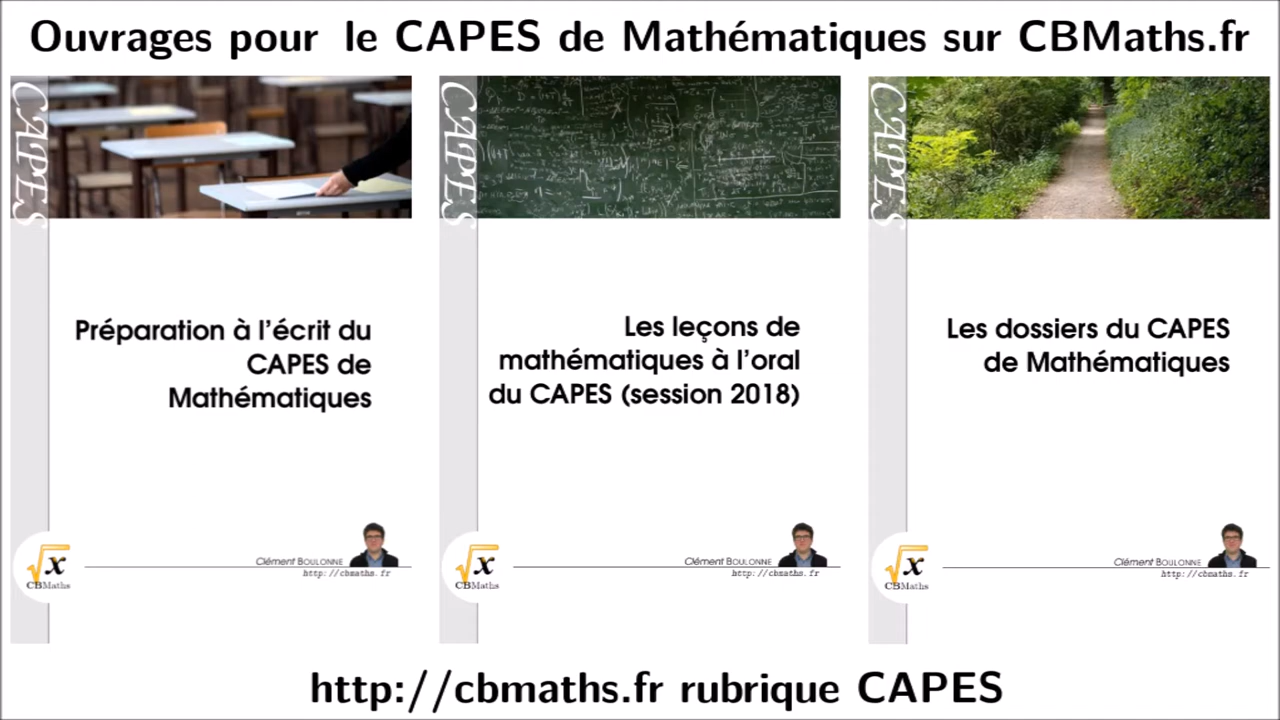 Ouvrages pour le CAPES de Mathématiques sur CBMaths.fr
CAPES
Préparation à l'écrit du
CAPES de
Mathématiques
Clément BOULONNE
http://cbmaths.fr
√x
CBMaths
CAPES
Les leçons de
mathématiques à l'oral
du CAPES (session 2018)
Clément BOULONNE
http://cbmaths.fr
√x
CBMaths
CAPES
Les dossiers du CAPES
de Mathématiques
Clément BOULONNE
http://cbmaths.fr
√x
CBMaths
http://cbmaths.fr rubrique CAPES